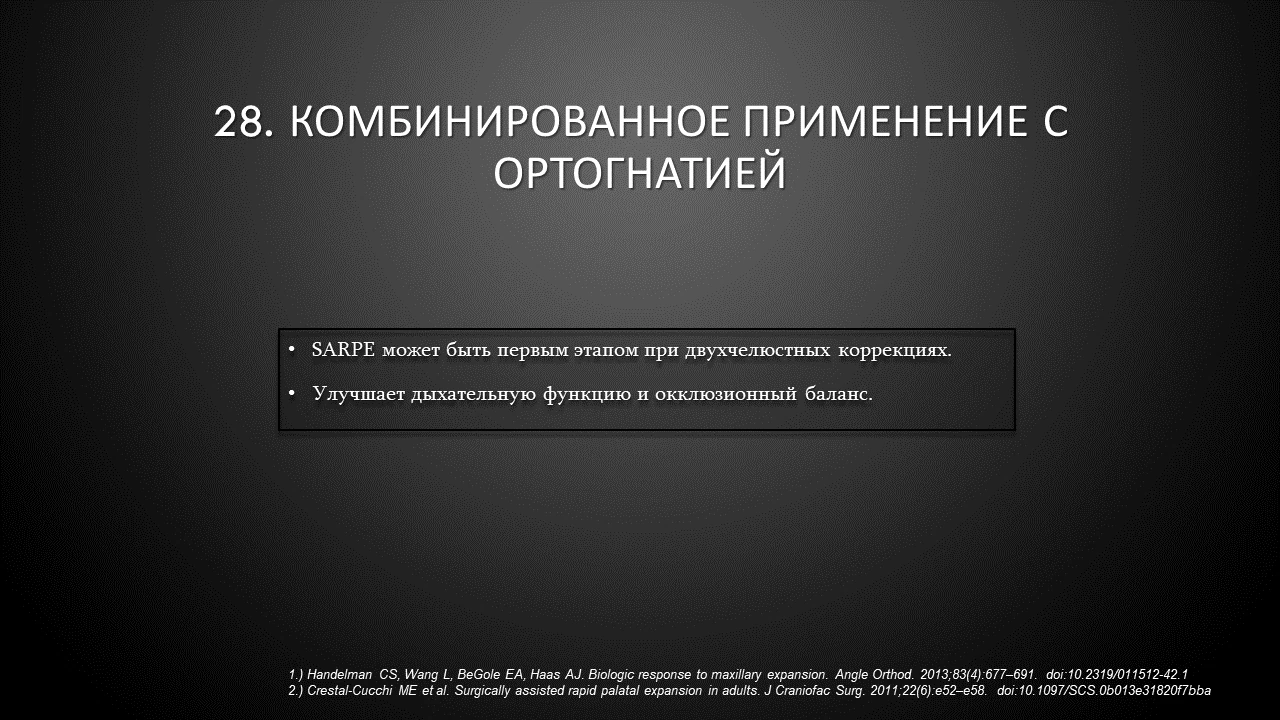 28. КОМБИНИРОВАННОЕ ПРИМЕНЕНИЕ С
ОРТОГНАТИЕЙ
• SARPE может быть первым этапом при двухчелюстных коррекциях.
• Улучшает дыхательную функцию и окклюзионный баланс.
1.) Handelman CS, Wang L, BeGole EA, Haas AJ. Biologic response to maxillary expansion. Angle Orthod. 2013;83(4):677–691. doi:10.2319/011512-42.1
2.) Crestal-Cucchi ME et al. Surgically assisted rapid palatal expansion in adults. J Craniofac Surg. 2011;22(6):e52–e58. doi:10.1097/SCS.0b013e31820f7bba